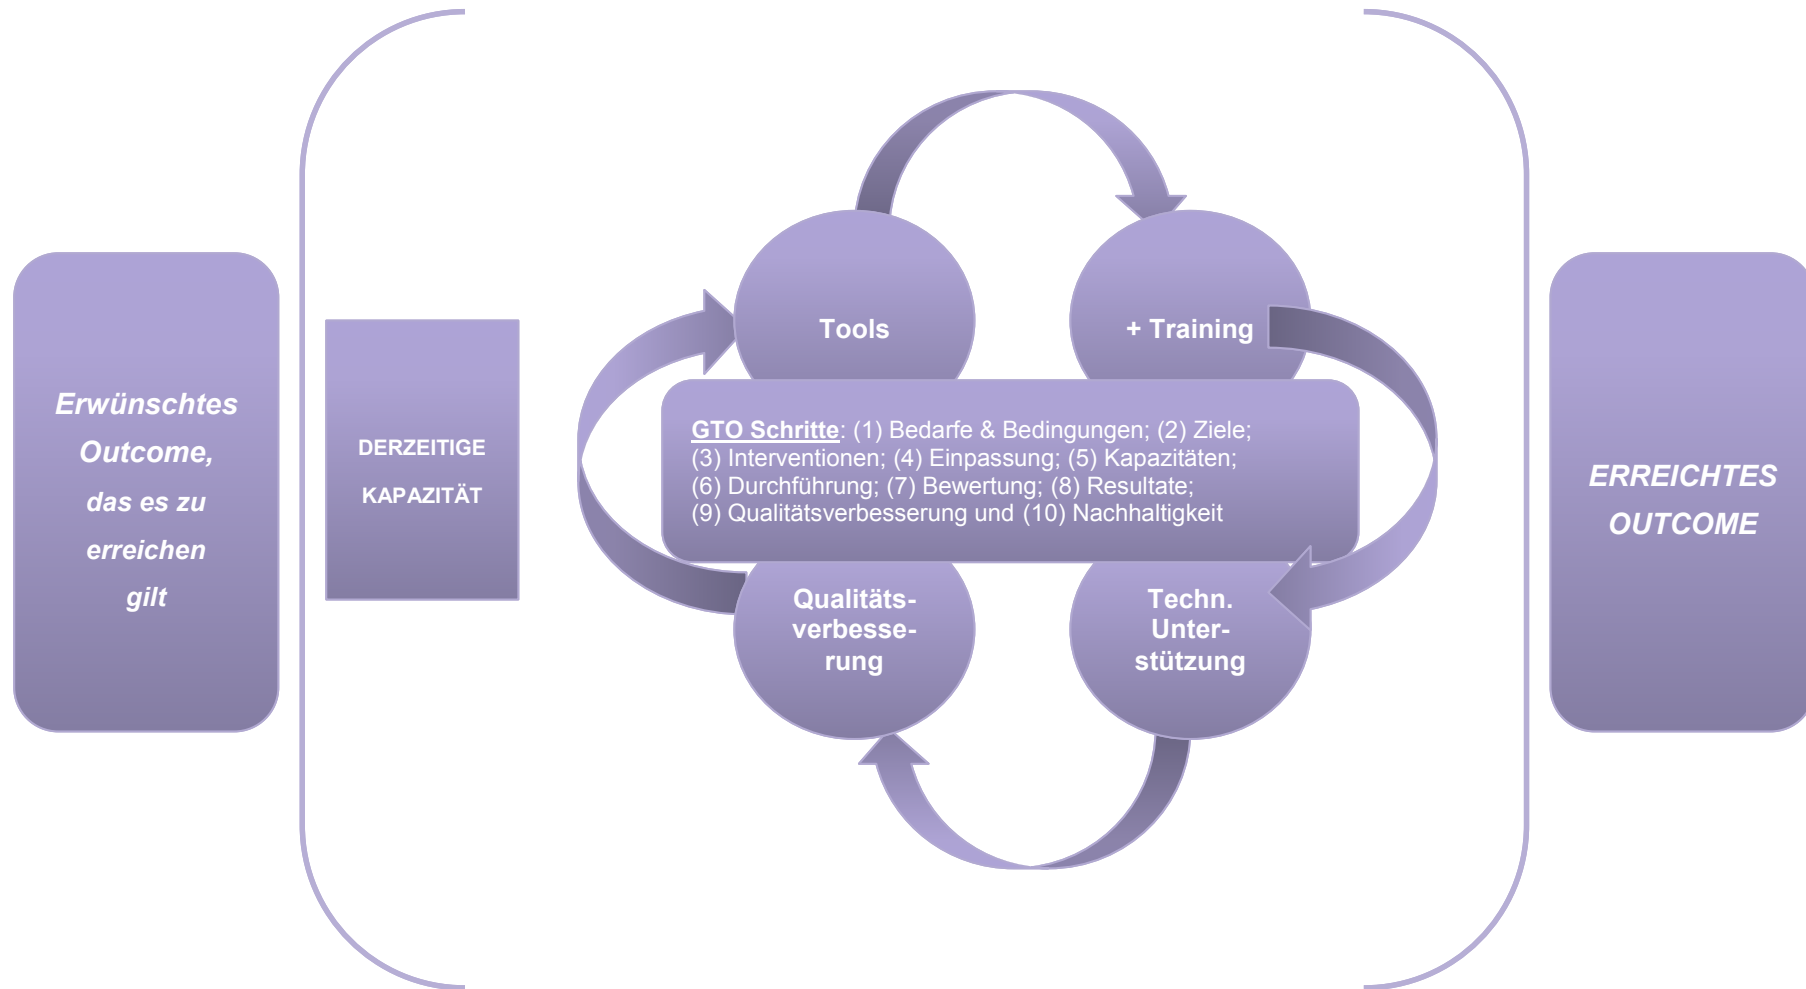 Erwünschtes
Outcome,
das es zu
erreichen
gilt
DERZEITIGE
KAPAZITÄT
Tools
+ Training
GTO Schritte: (1) Bedarfe & Bedingungen; (2) Ziele;
(3) Interventionen; (4) Einpassung; (5) Kapazitäten;
(6) Durchführung; (7) Bewertung; (8) Resultate;
(9) Qualitätsverbesserung und (10) Nachhaltigkeit
Qualitäts-
verbesse-
rung
Techn.
Unter-
stützung
ERREICHTES
OUTCOME